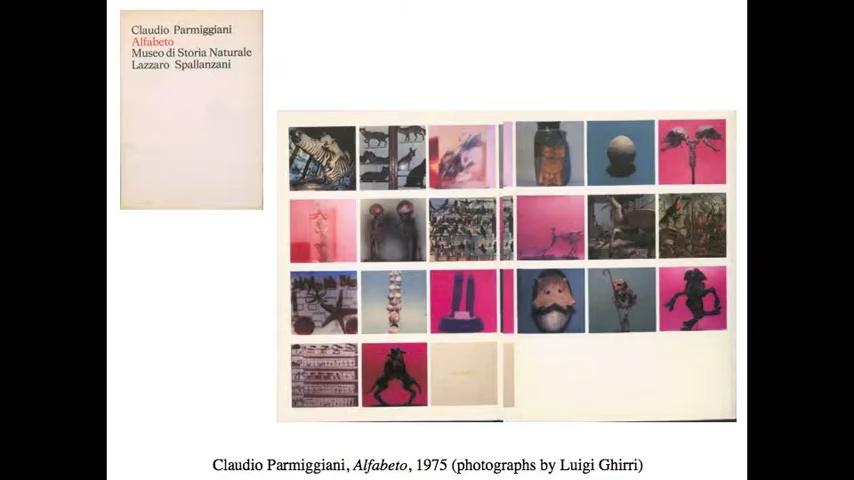 Claudio Parmiggiani
Alfabeto
Museo di Storia Naturale
Lazzaro Spallanzani
Claudio Parmiggiani, Alfabeto, 1975 (photographs by Luigi Ghirri)